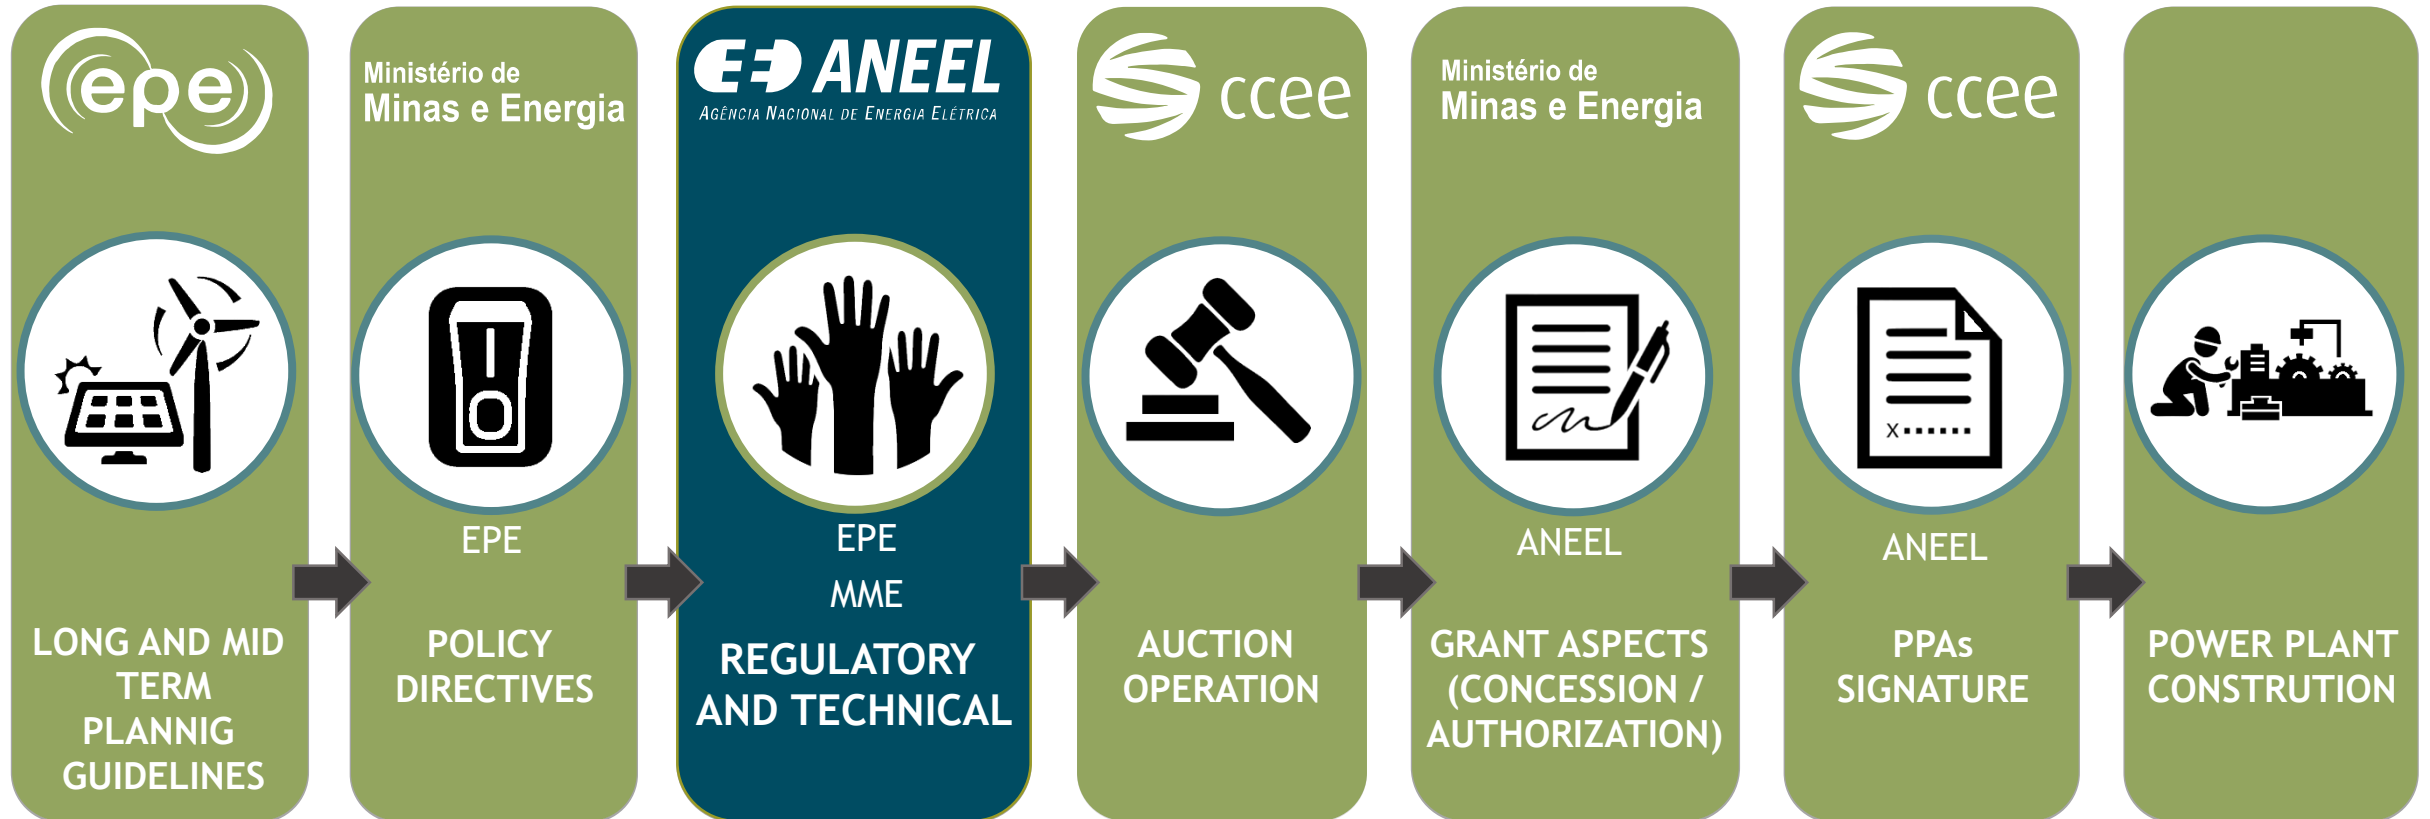 epe
LONG AND MID
TERM
PLANNIG
GUIDELINES
Ministério de
Minas e Energia
EPE
POLICY
DIRECTIVES
ANEEL
AGÊNCIA NACIONAL DE ENERGIA ELÉTRICA
EPE
MME
REGULATORY
AND TECHNICAL
ccee
AUCTION
OPERATION
Ministério de
Minas e Energia
ANEEL
GRANT ASPECTS
(CONCESSION /
AUTHORIZATION)
ccee
x
ANEEL
PPAs
SIGNATURE
POWER PLANT
CONSTRUTION